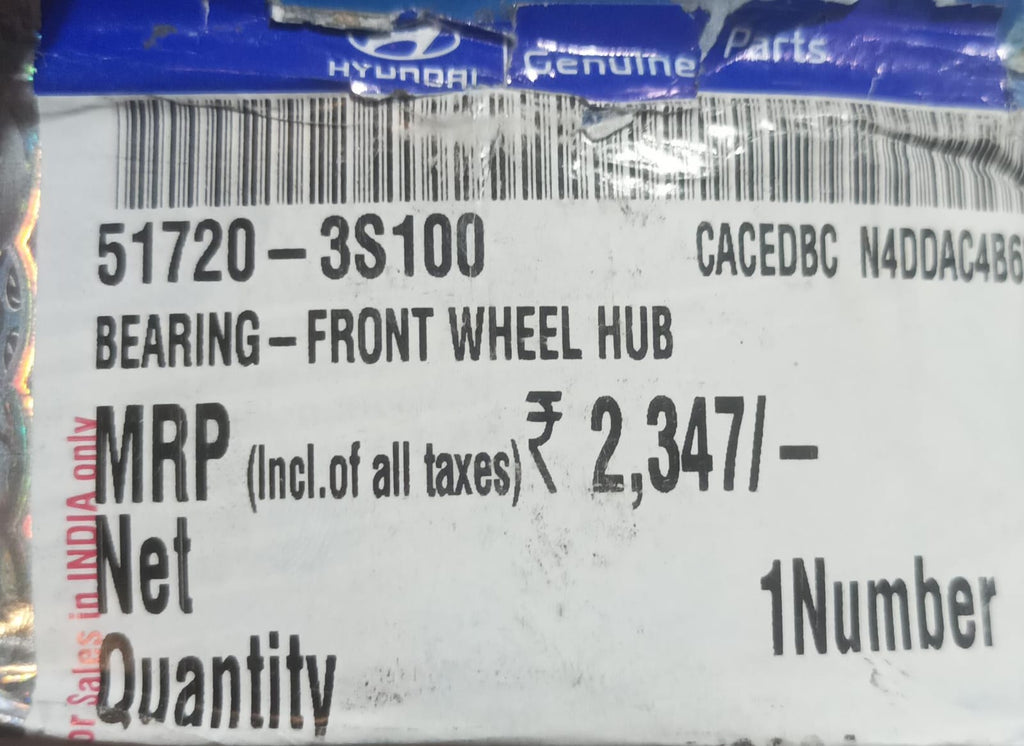 HYUNDAI Genuine Parts
51720-3S100 CACEDBC N4DDAC4B6
BEARING-FRONT WHEEL HUB
MRP (Incl.of all taxes) ₹ 2,347/-
Net
Quantity
1Number
or Sales in INDIA only